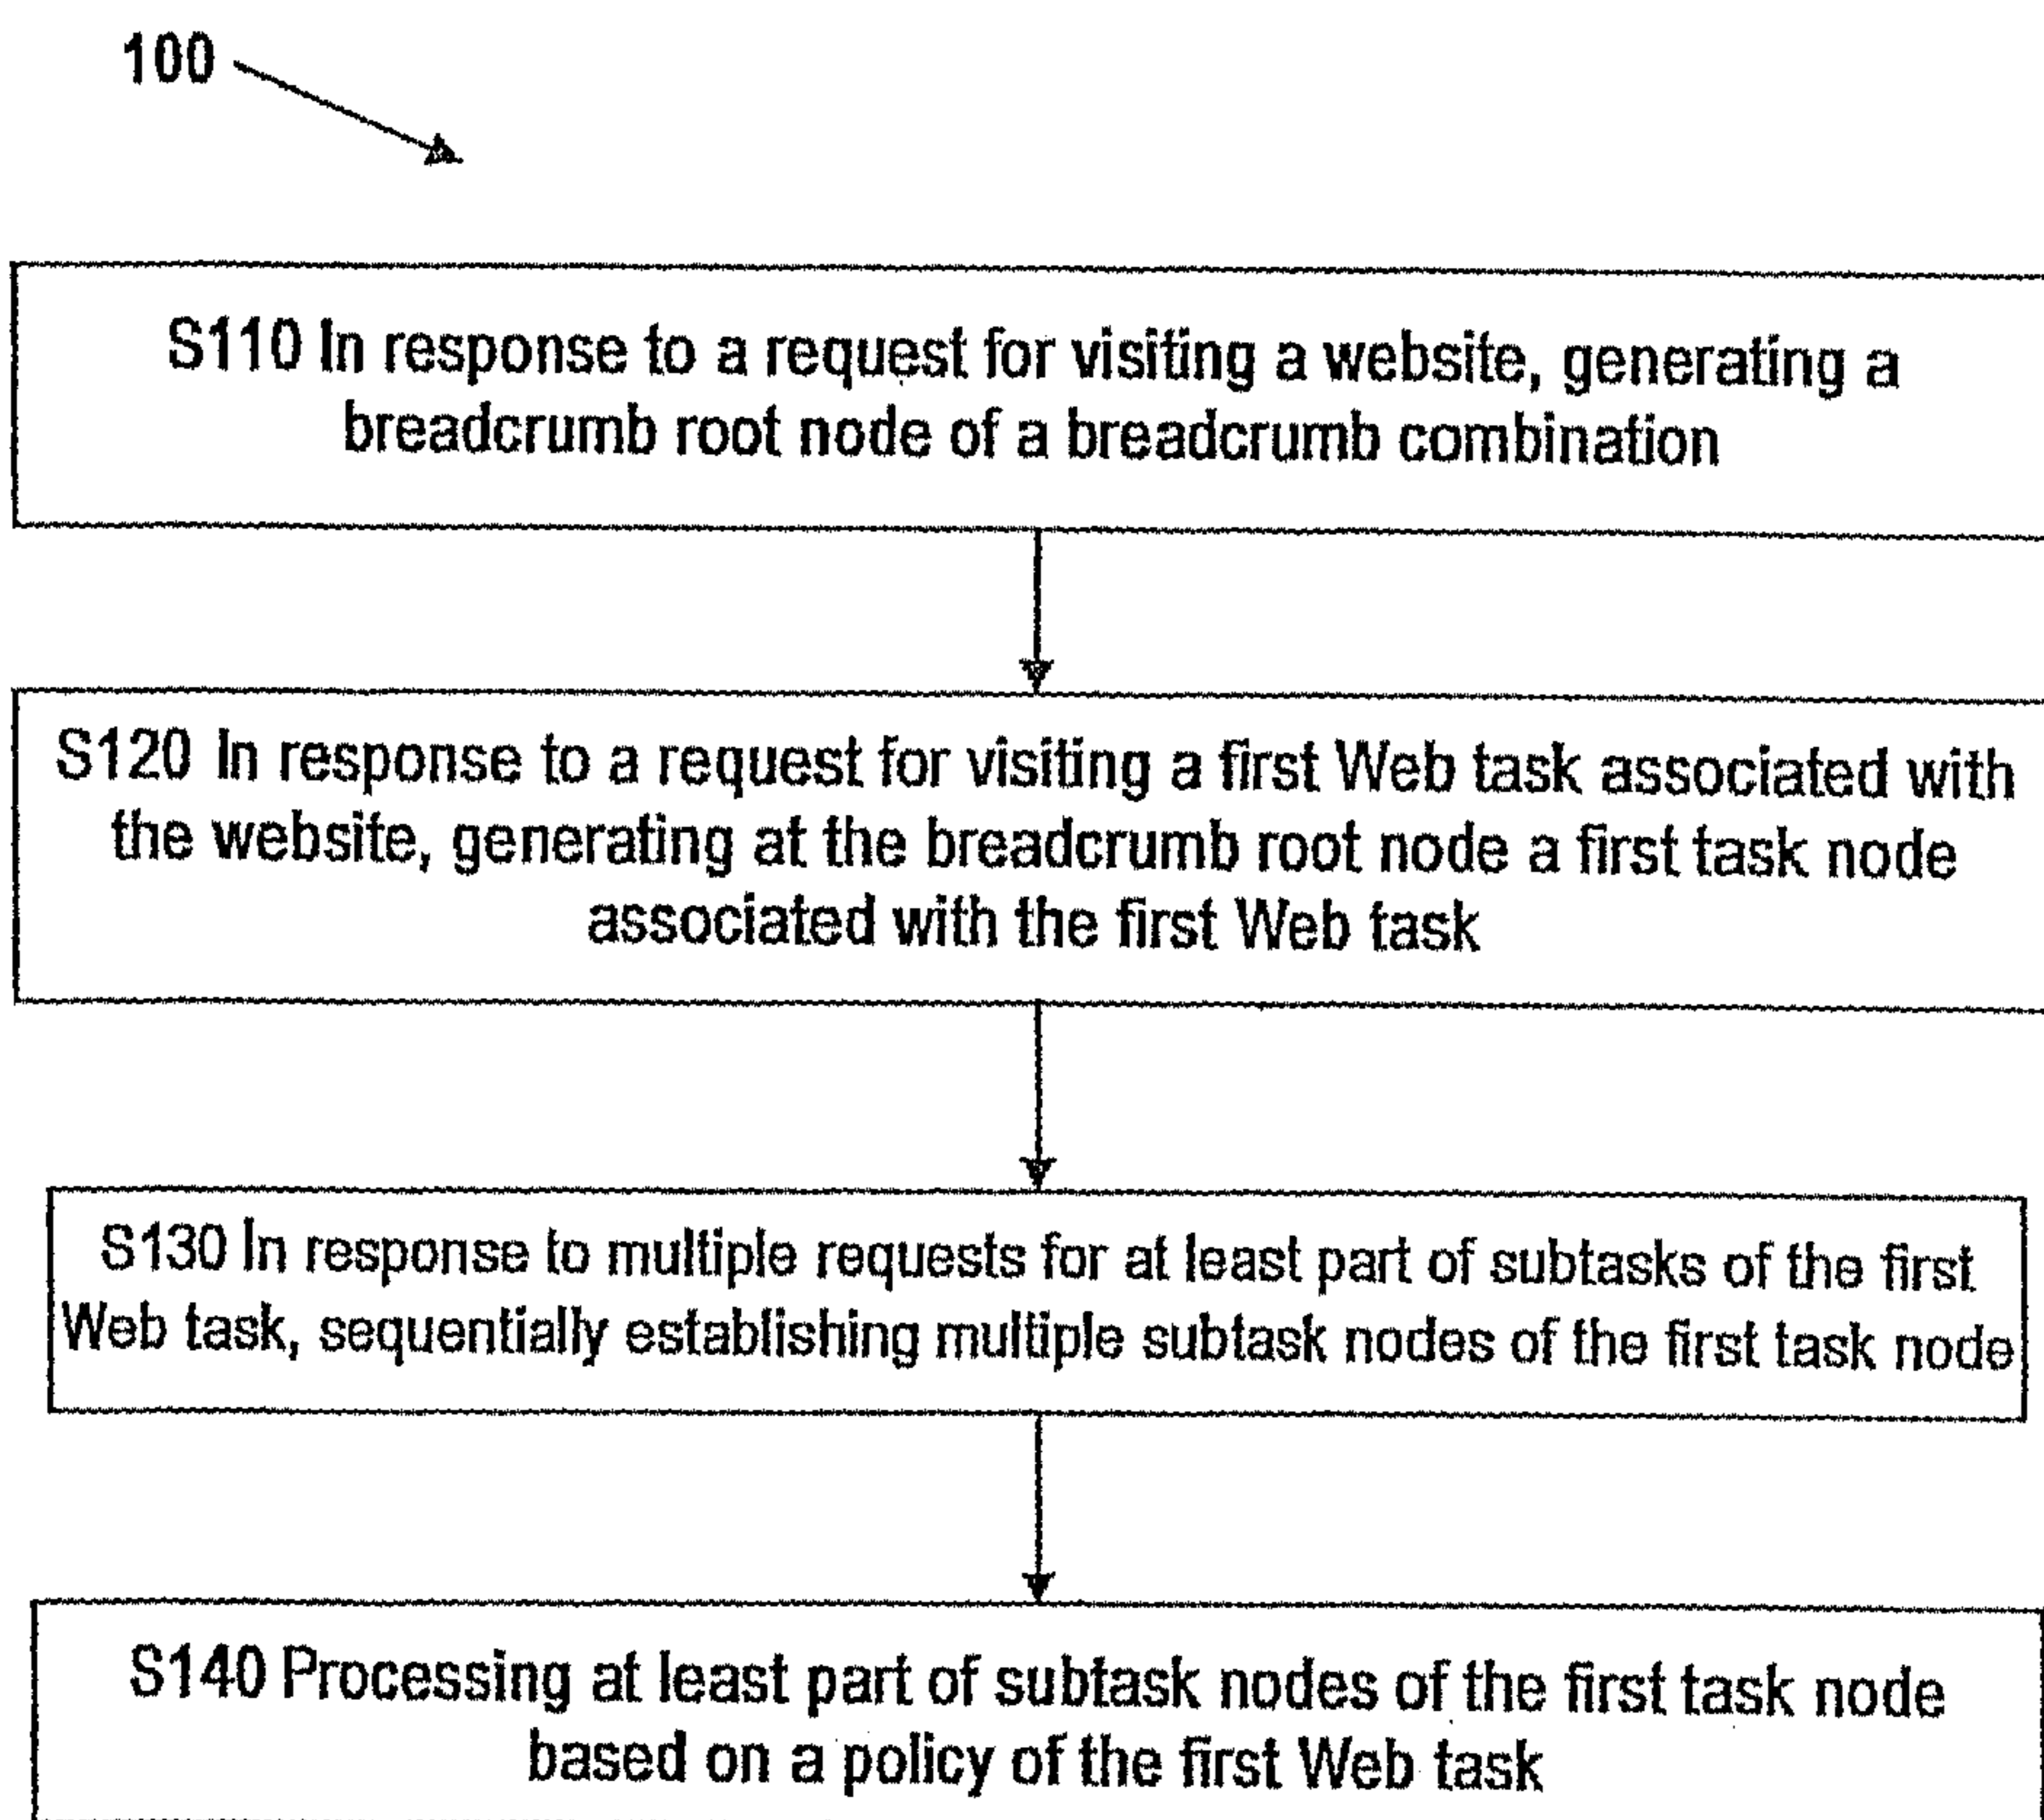 100
S110 In response to a request for visiting a website, generating a
breadcrumb root node of a breadcrumb combination
S120 In response to a request for visiting a first Web task associated with
the website, generating at the breadcrumb root node a first task node
associated with the first Web task
S130 In response to multiple requests for at least part of subtasks of the first
Web task, sequentially establishing multiple subtask nodes of the first task node
S140 Processing at least part of subtask nodes of the first task node
based on a policy of the first Web task